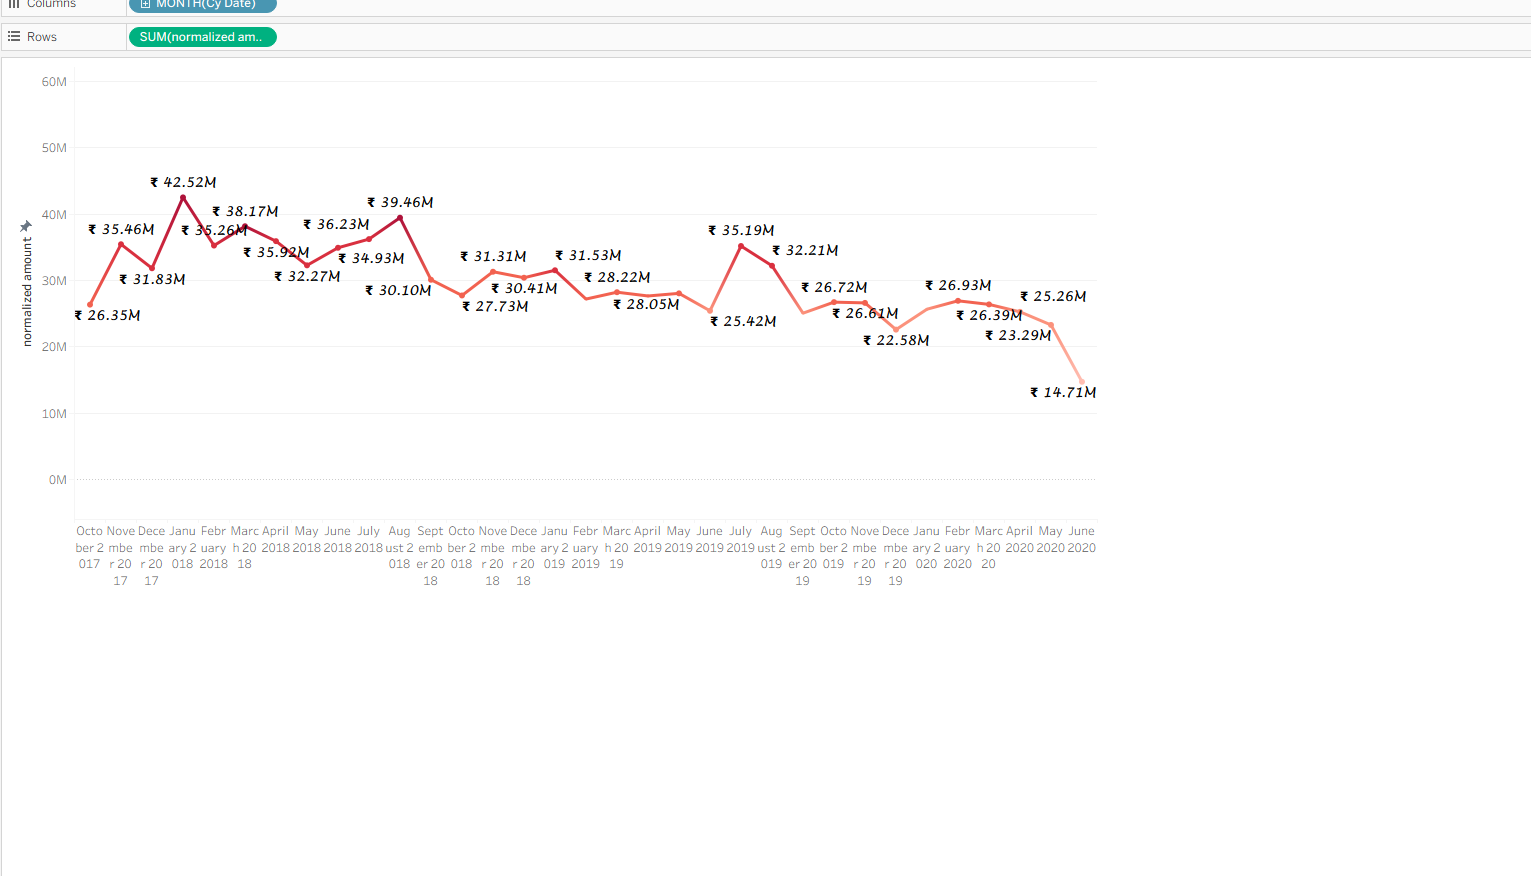 Columns
MONTH(Cy Date)
Rows
SUM(normalized am..
60M
50M
40M
30M
20M
10M
0M
normalized amount
₹ 26.35M
₹ 35.46M
₹ 31.83M
₹ 42.52M
₹ 35.26M
₹ 38.17M
₹ 35.92M
₹ 32.27M
₹ 36.23M
₹ 34.93M
₹ 39.46M
₹ 30.10M
₹ 27.73M
₹ 31.31M
₹ 30.41M
₹ 31.53M
₹ 28.22M
₹ 28.05M
₹ 25.42M
₹ 35.19M
₹ 32.21M
₹ 26.72M
₹ 26.61M
₹ 22.58M
₹ 26.93M
₹ 26.39M
₹ 25.26M
₹ 23.29M
₹ 14.71M
Octo Nove Dece Janu Febr Marc April May June July Aug Sept Octo Nove Dece Janu Febr Marc April May June July Aug Sept Octo Nove Dece Janu Febr Marc April May June
ber 2 mbe mbe ary 2 uary h 20 2018 2018 2018 2018 ust 2 emb ber 2 mbe mbe ary 2 uary h 20 2019 2019 2019 2019 ust 2 emb ber 2 mbe mbe ary 2 uary h 20 2020 2020 2020
017 r 20 r 20 018 2018 18 018 er 20 018 r 20 r 20 019 2019 19 019 er 20 019 r 20 r 20 020 2020 20
17 17 18 18 18 19 19 19